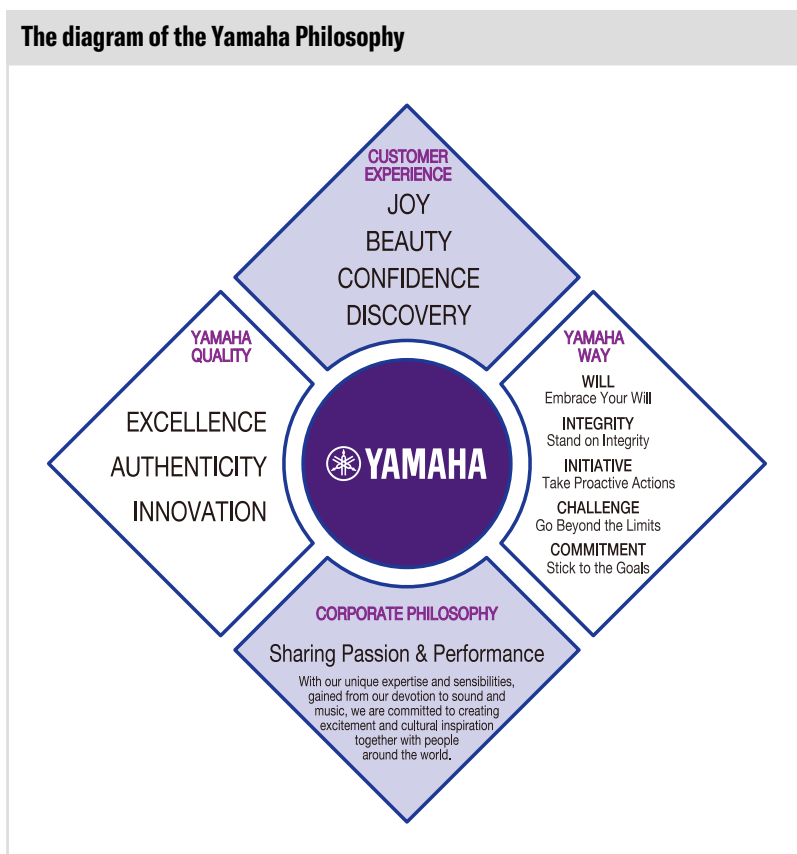 The diagram of the Yamaha Philosophy
CUSTOMER
EXPERIENCE
JOY
BEAUTY
CONFIDENCE
DISCOVERY
YAMAHA
QUALITY
EXCELLENCE
AUTHENTICITY
INNOVATION
YAMAHA
YAMAHA
WAY
WILL
Embrace Your Will
INTEGRITY
Stand on Integrity
INITIATIVE
Take Proactive Actions
CHALLENGE
Go Beyond the Limits
COMMITMENT
Stick to the Goals
CORPORATE PHILOSOPHY
Sharing Passion & Performance
With our unique expertise and sensibilities,
gained from our devotion to sound and
music, we are committed to creating
excitement and cultural inspiration
together with people
around the world.